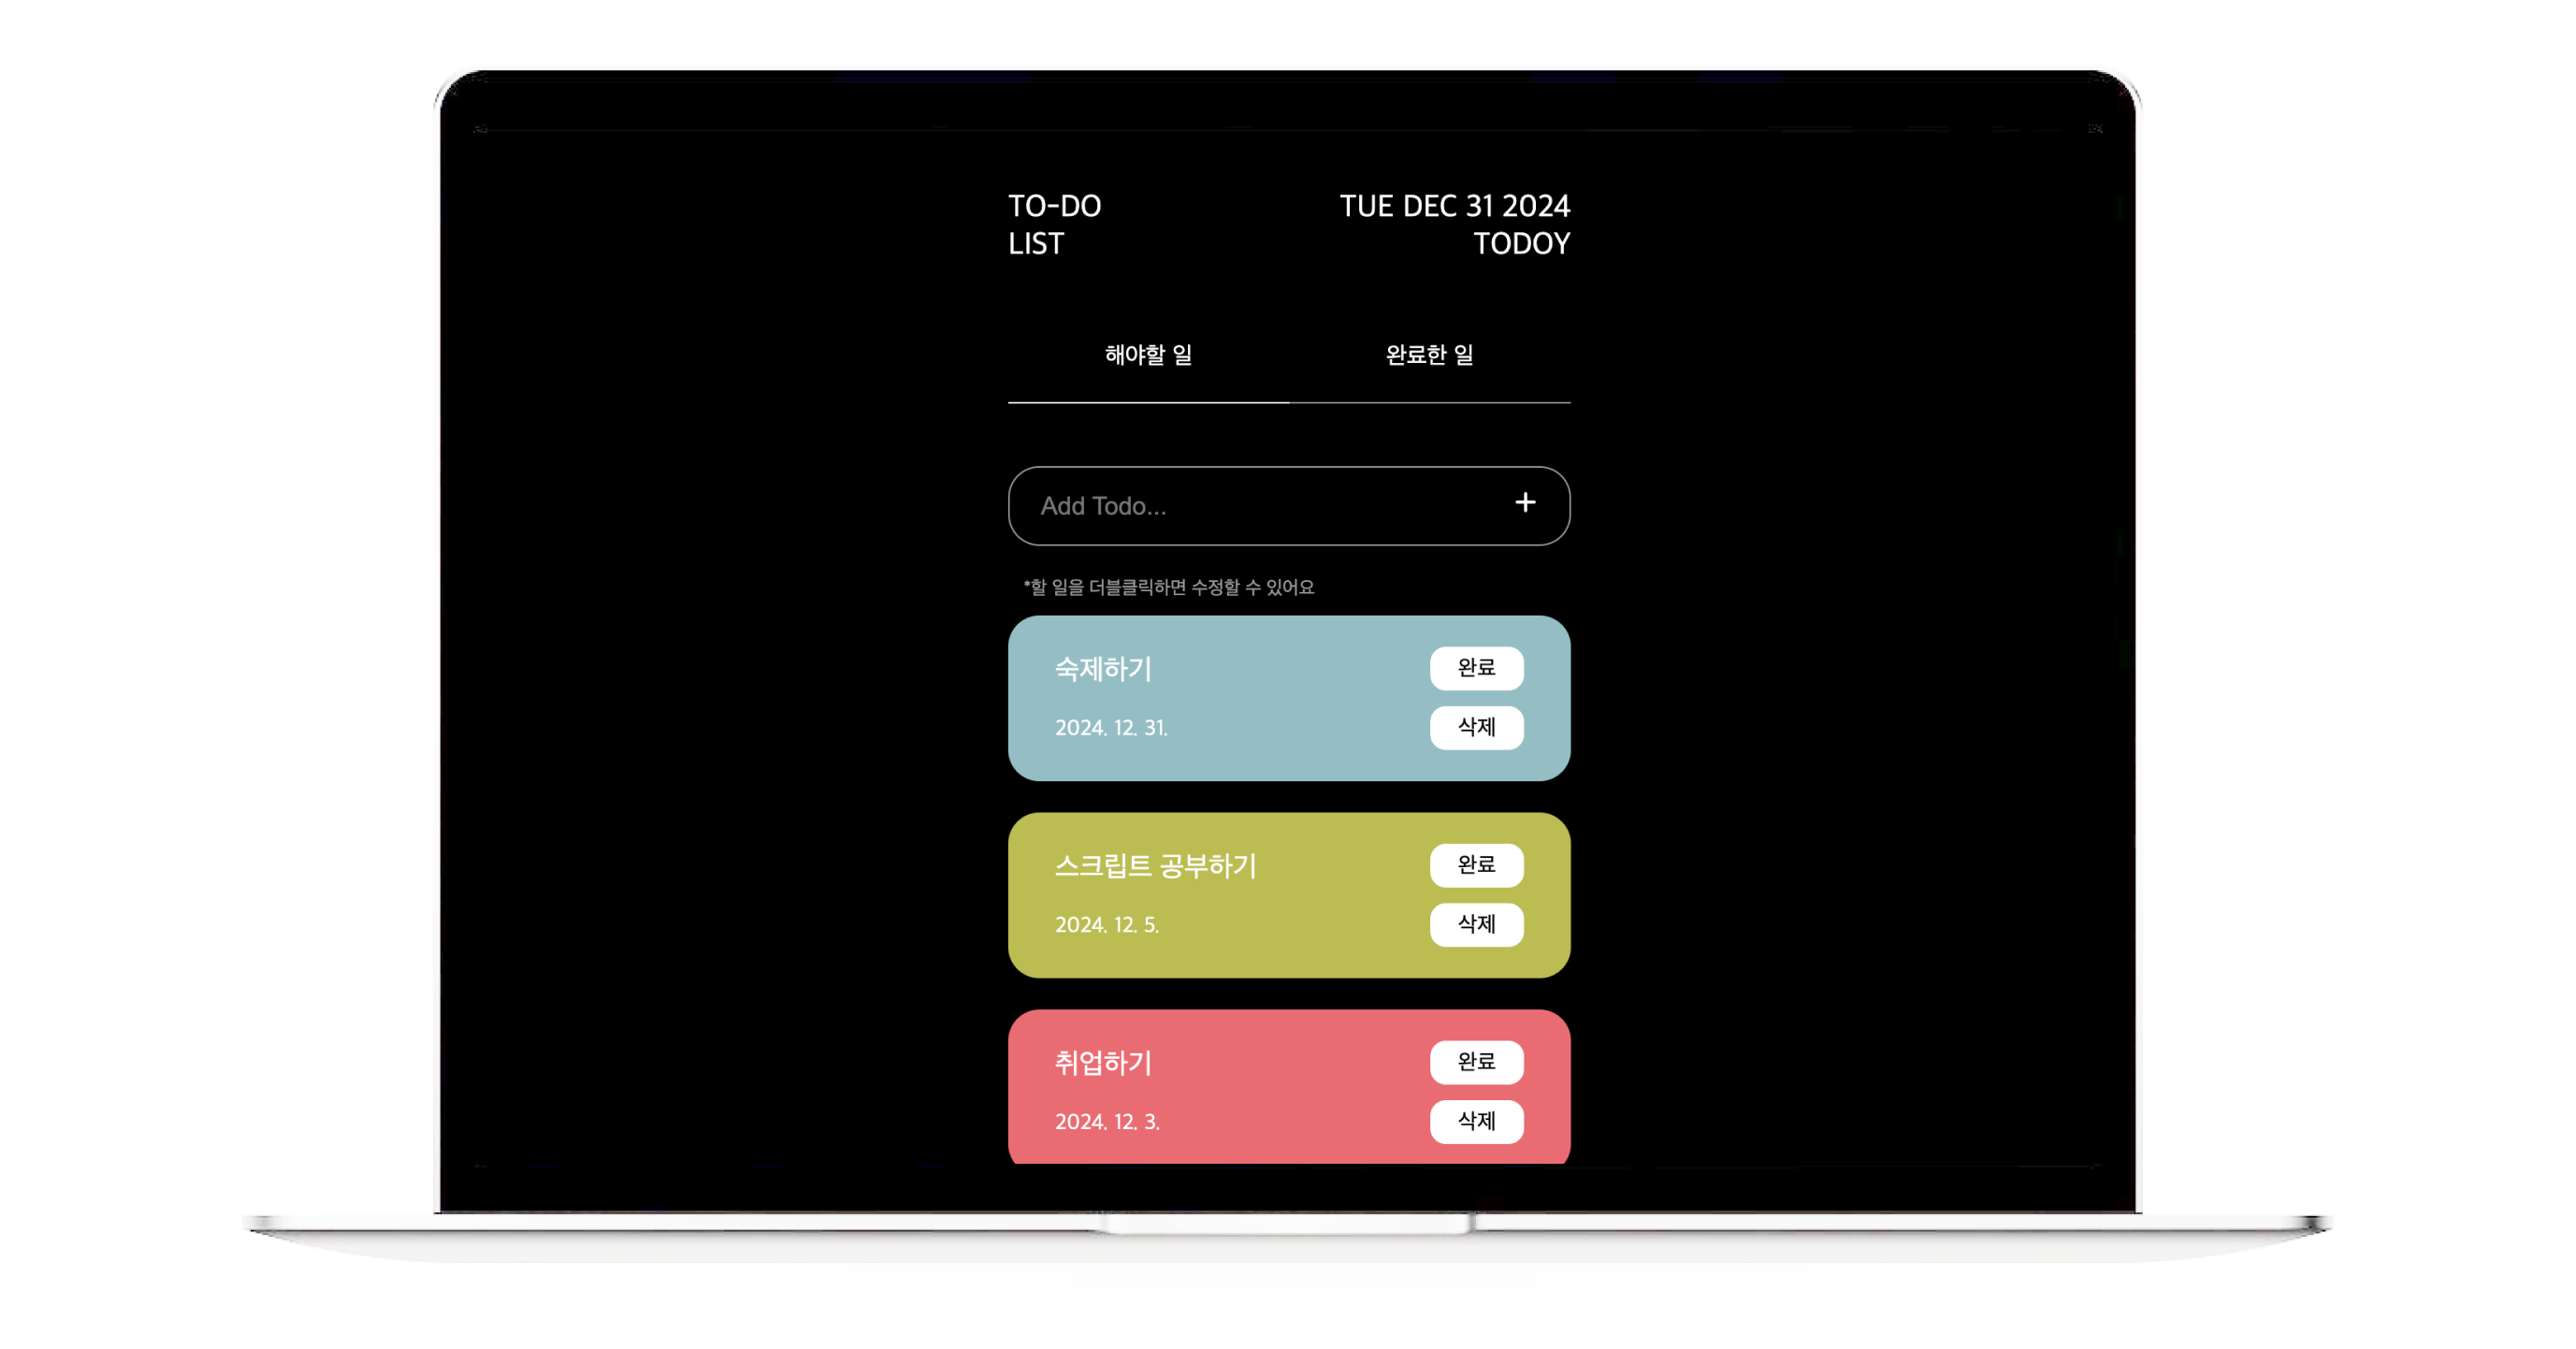 TO-DO
LIST
TUE DEC 31 2024
TODOY
해야할 일
완료한 일
Add Todo...
+
*할 일을 더블클릭하면 수정할 수 있어요
숙제하기
완료
2024. 12. 31.
삭제
스크립트 공부하기
완료
2024. 12. 5.
삭제
취업하기
완료
2024. 12. 3.
삭제